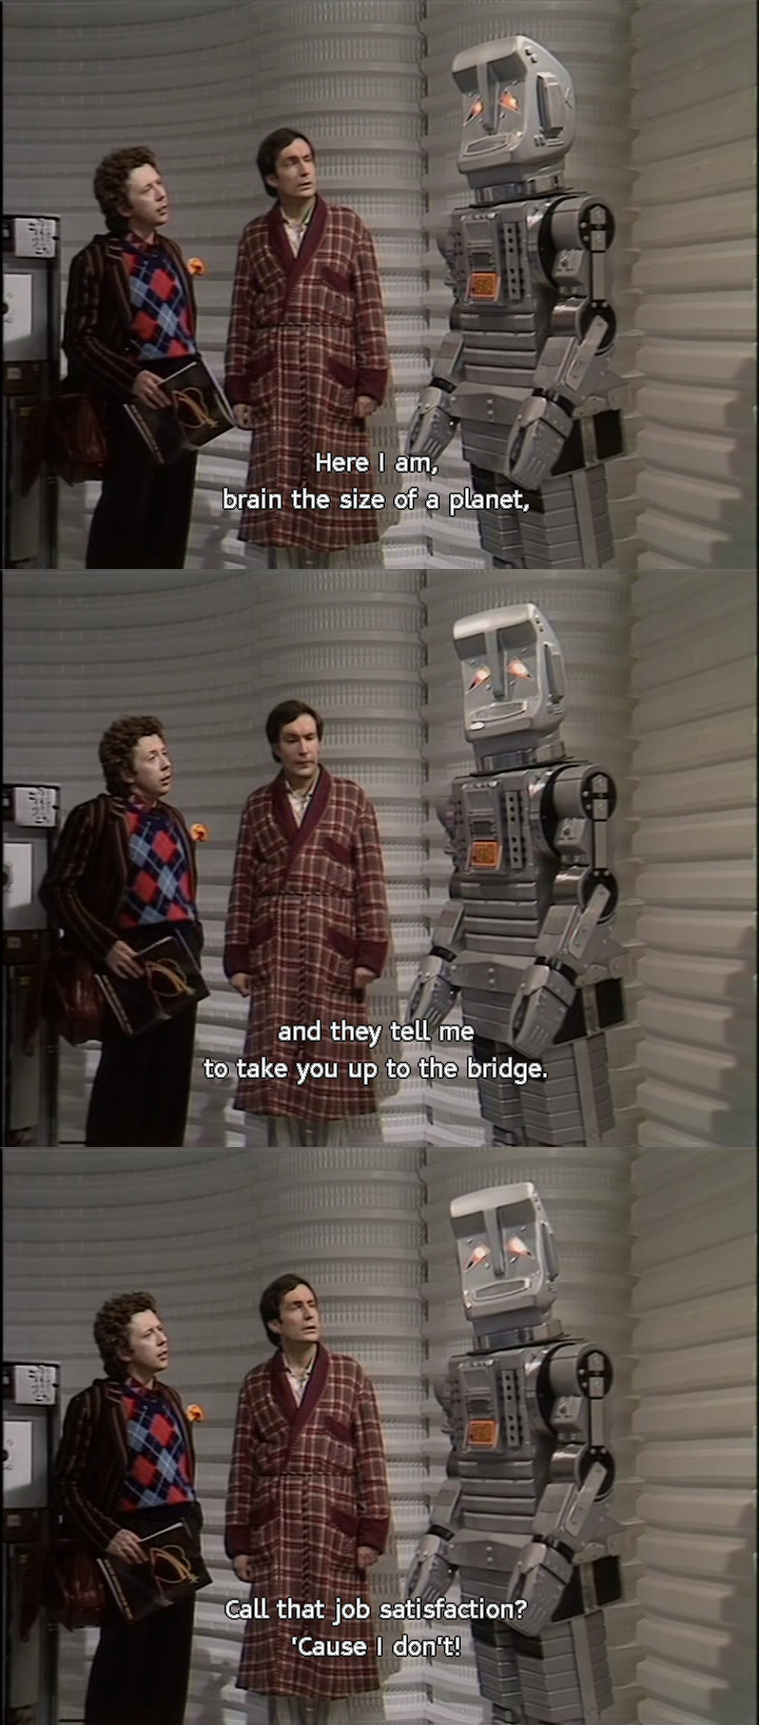 Here I am,
brain the size of a planet,
and they tell me
to take you up to the bridge.
Call that job satisfaction?
'Cause I don't!